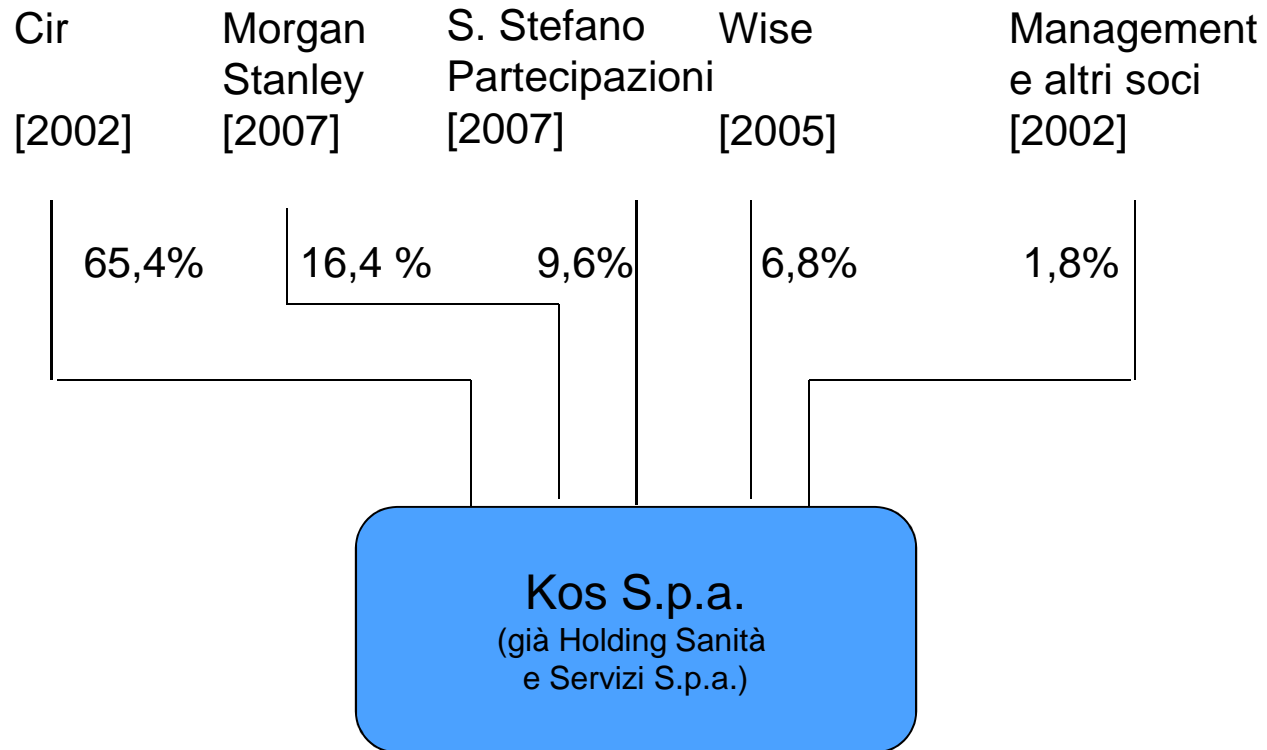 Cir
[2002]
Morgan
Stanley
[2007]
S. Stefano
Partecipazioni
[2007]
Wise
[2005]
Management
e altri soci
[2002]
65,4%
16,4 %
9,6%
6,8%
1,8%
Kos S.p.a.
(già Holding Sanità
e Servizi S.p.a.)